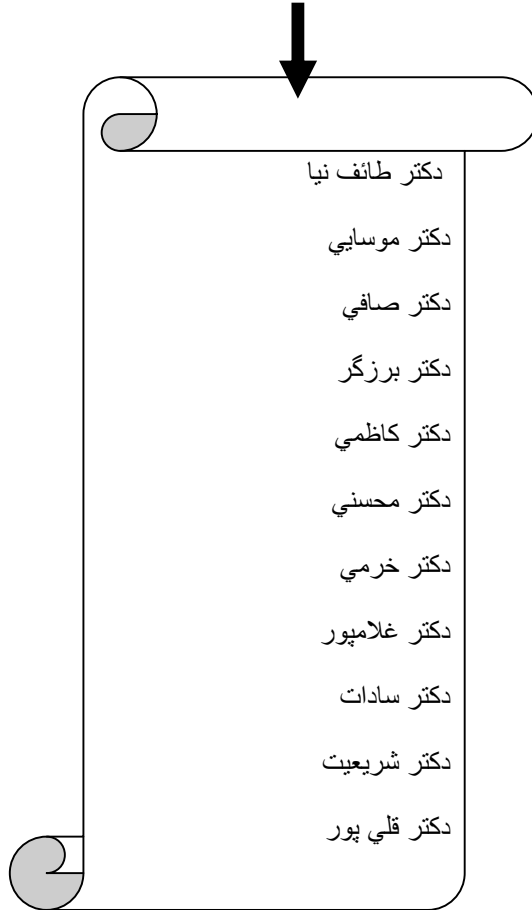 دكتر طائف نيا
دكتر موسايي
دكتر صافي
دكتر برزگر
دكتر كاظمي
دكتر محسني
دكتر خرمي
دكتر غلامپور
دكتر سادات
دكتر شريعيت
دكتر قلي پور